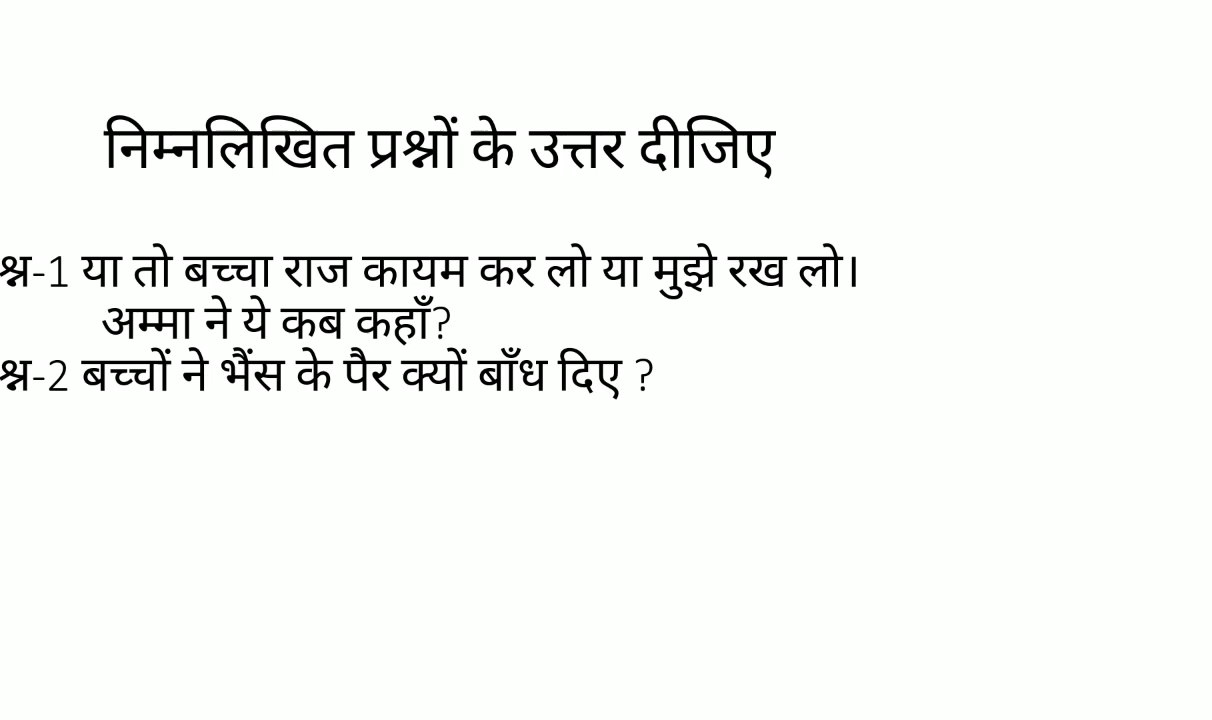 निम्नलिखित प्रश्नों के उत्तर दीजिए
श्न-1 या तो बच्चा राज कायम कर लो या मुझे रख लो।
अम्मा ने ये कब कहाँ?
श्न-2 बच्चों ने भैंस के पैर क्यों बाँध दिए ?